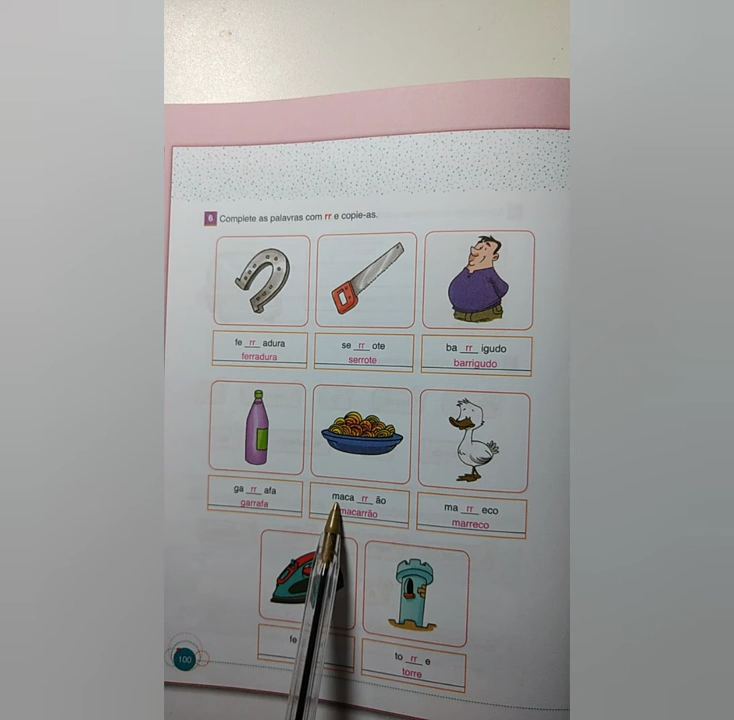 6 Complete as palavras com rr e copie-as.
fe rr adura
ferradura
se rr ote
serrote
ba rr igudo
barrigudo
ga rr afa
garrafa
maca rr ão
macarrão
ma rr eco
marreco
fe
to rr e
torre
100